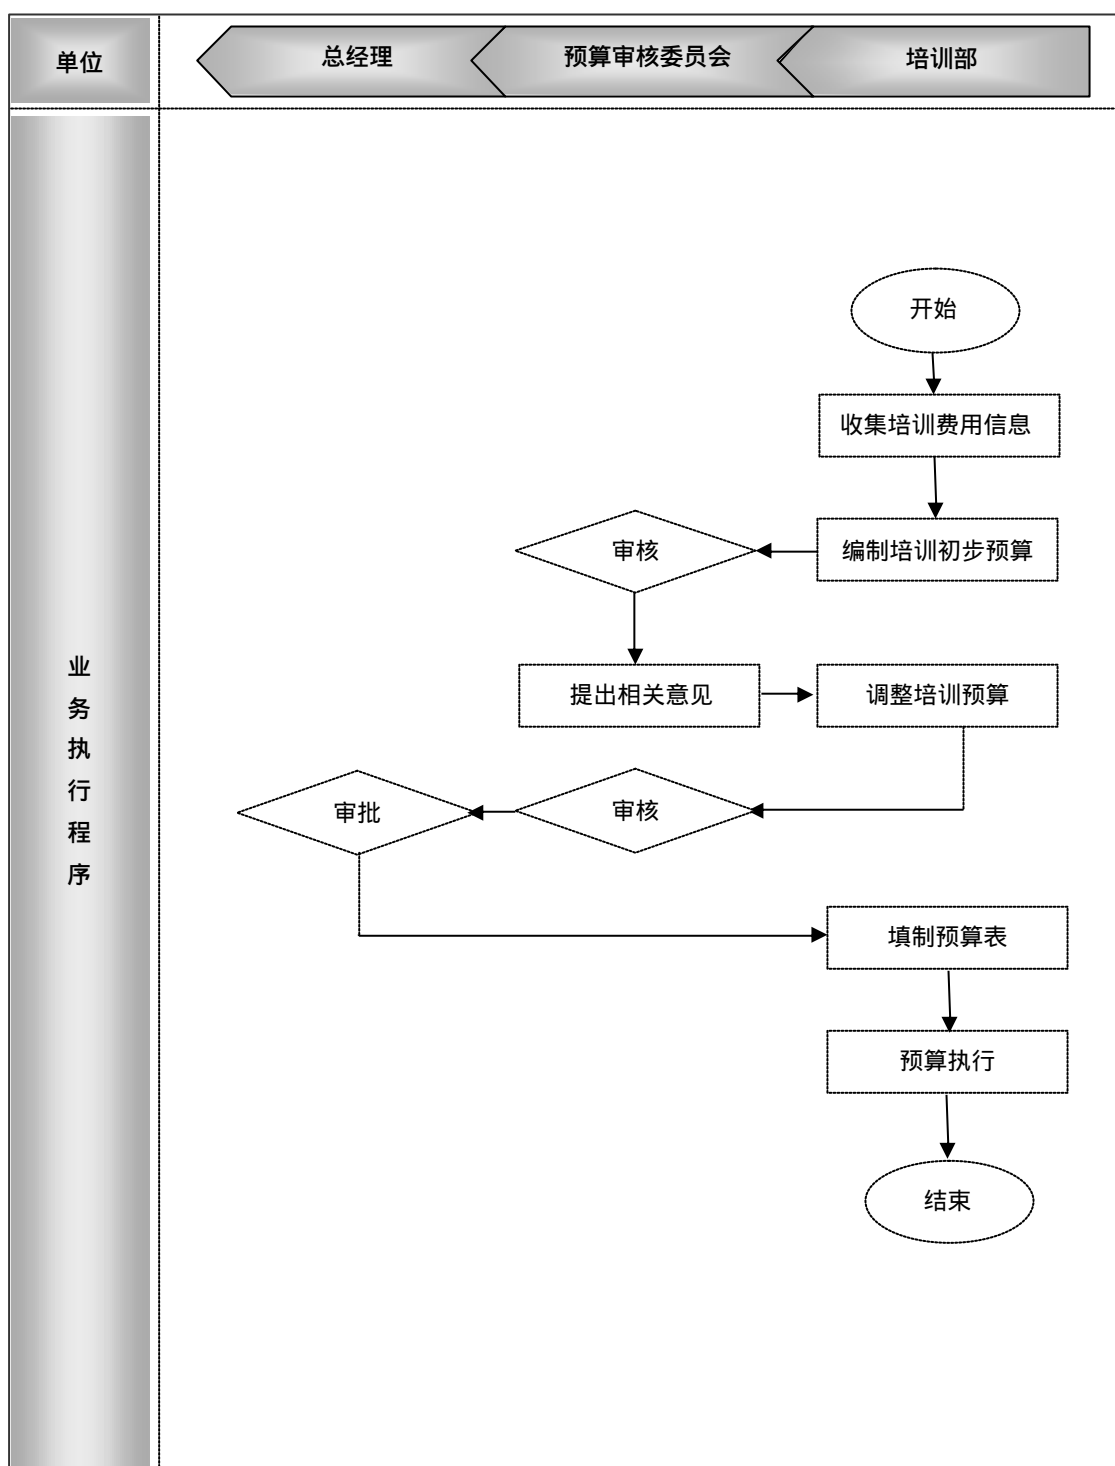 单位
总经理
预算审核委员会
培训部
开始
收集培训费用信息
审核
编制培训初步预算
提出相关意见
调整培训预算
审批
审核
填制预算表
预算执行
结束
业
务
执
行
程
序